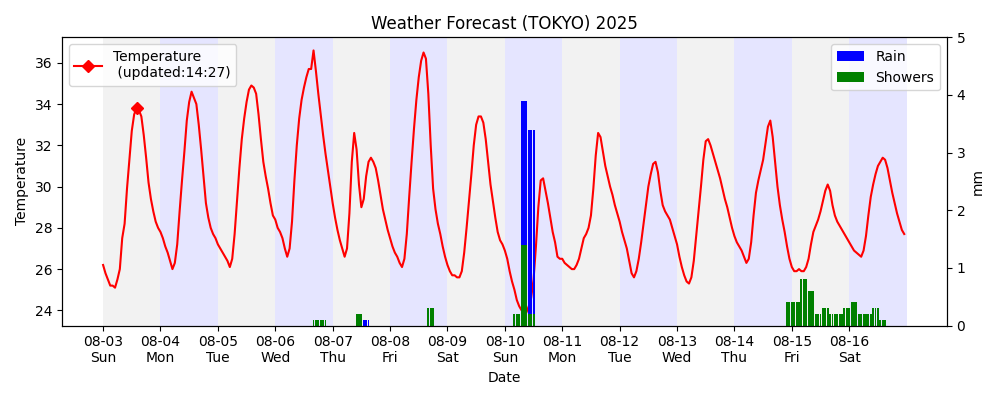 Weather Forecast (TOKYO) 2025
Temperature
(updated:14:27)
Rain
Showers
Temperature
36
34
32
30
28
26
24
5
4
3
2
1
0
mm
08-03 08-04 08-05 08-06 08-07 08-08 08-09 08-10 08-11 08-12 08-13 08-14 08-15 08-16
Sun Mon Tue Wed Thu Fri Sat Sun Mon Tue Wed Thu Fri Sat
Date